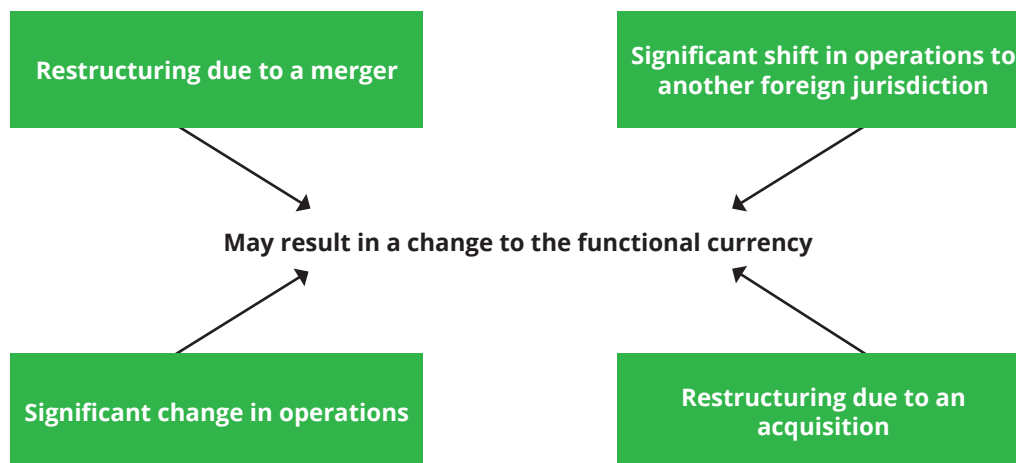 Restructuring due to a merger
Significant shift in operations to
another foreign jurisdiction
May result in a change to the functional currency
Significant change in operations
Restructuring due to an
acquisition